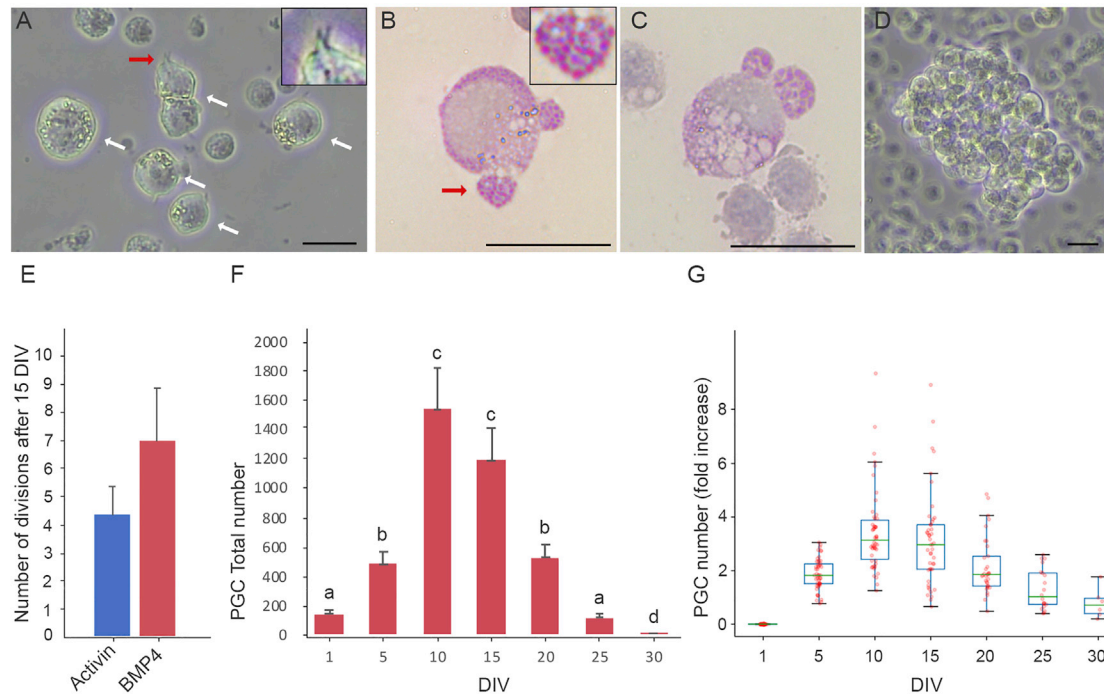 A
B
C
D
E
F
G
Number of divisions after 15 DIV
10
9
8
7
6
5
4
3
2
1
0
Activin
BMP4
PGC Total number
2000
1800
1600
1400
1200
1000
800
600
400
200
0
a
b
c
c
b
a
d
1
5
10
15
20
25
30
DIV
PGC number (fold increase)
8
6
4
2
0
1
5
10
15
20
25
30
DIV